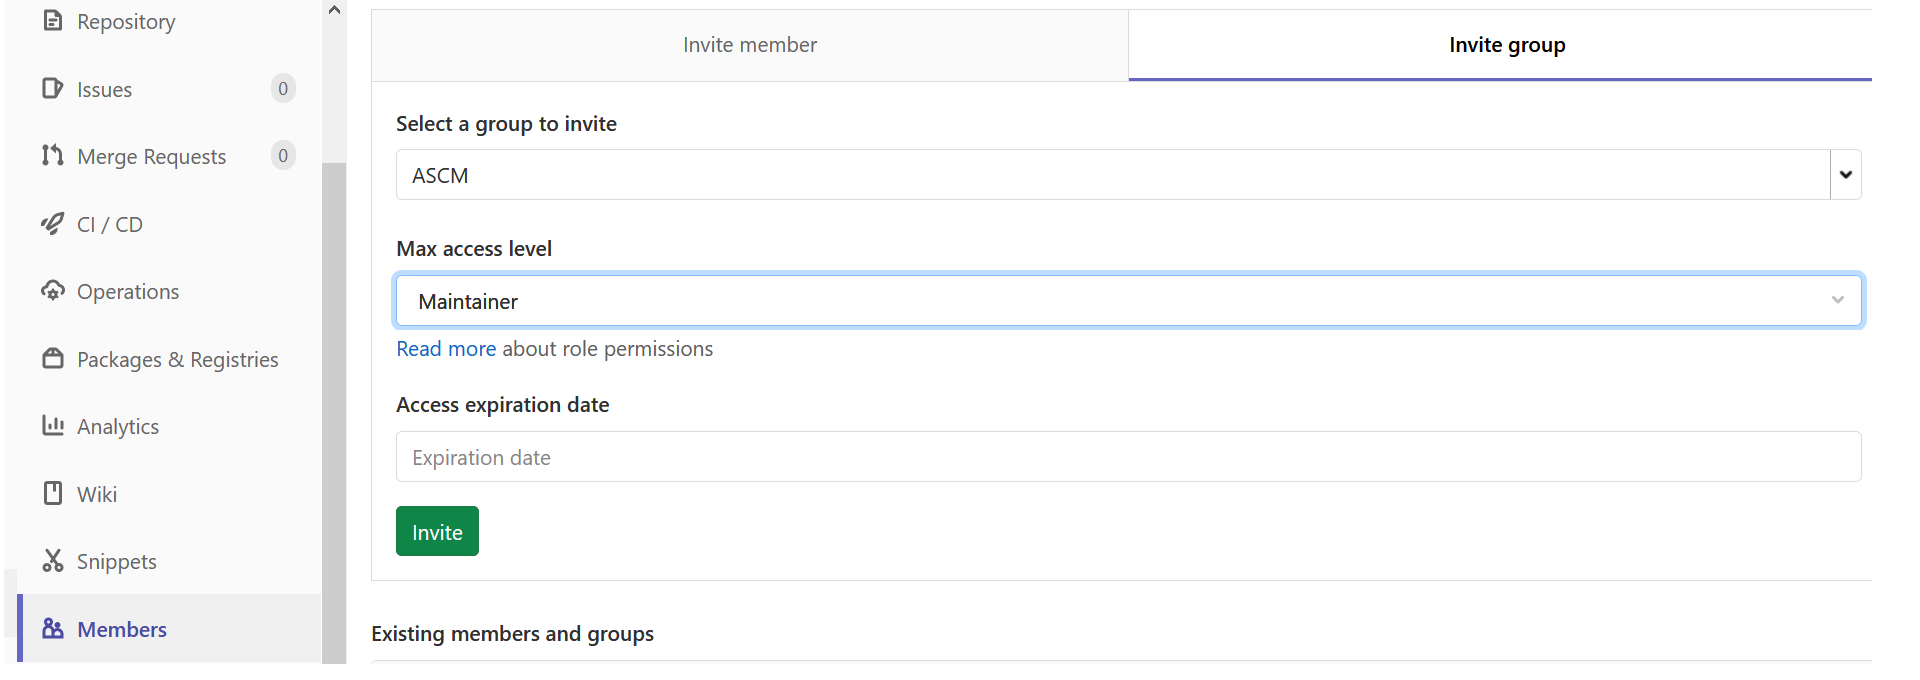 Repository
Issues 0
Merge Requests 0
CI / CD
Operations
Packages & Registries
Analytics
Wiki
Snippets
Members
Invite member
Invite group
Select a group to invite
ASCM
Max access level
Maintainer
Read more about role permissions
Access expiration date
Expiration date
Invite
Existing members and groups